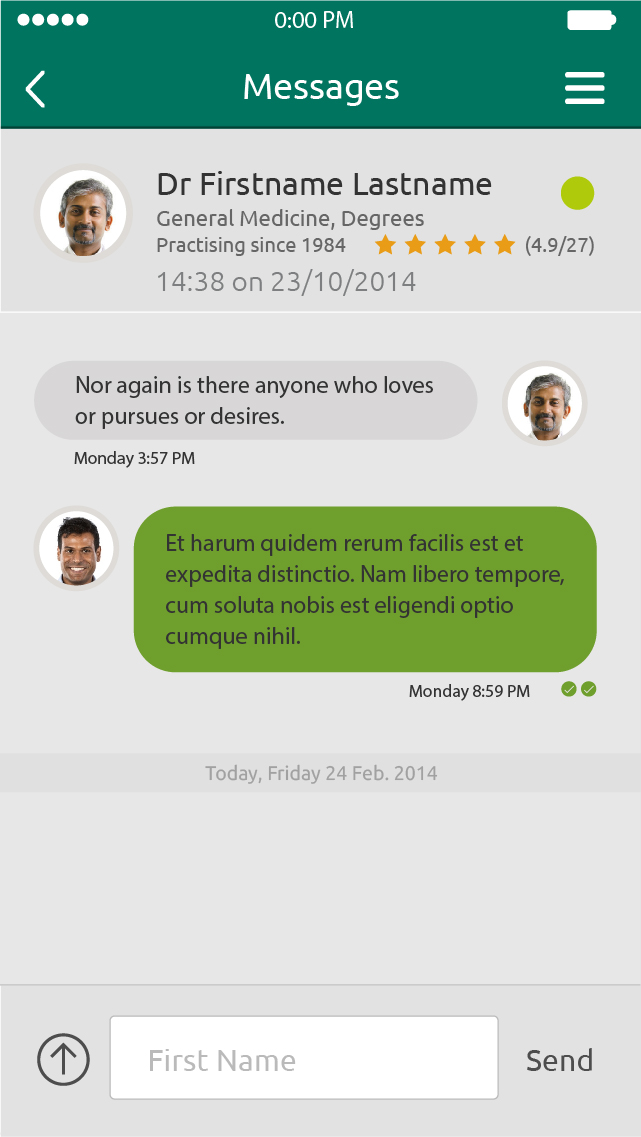 0:00 PM
Messages
Dr Firstname Lastname
General Medicine, Degrees
Practising since 1984 (4.9/27)
14:38 on 23/10/2014
Nor again is there anyone who loves
or pursues or desires.
Monday 3:57 PM
Et harum quidem rerum facilis est et
expedita distinctio. Nam libero tempore,
cum soluta nobis est eligendi optio
cumque nihil.
Monday 8:59 PM
Today, Friday 24 Feb. 2014
First Name
Send